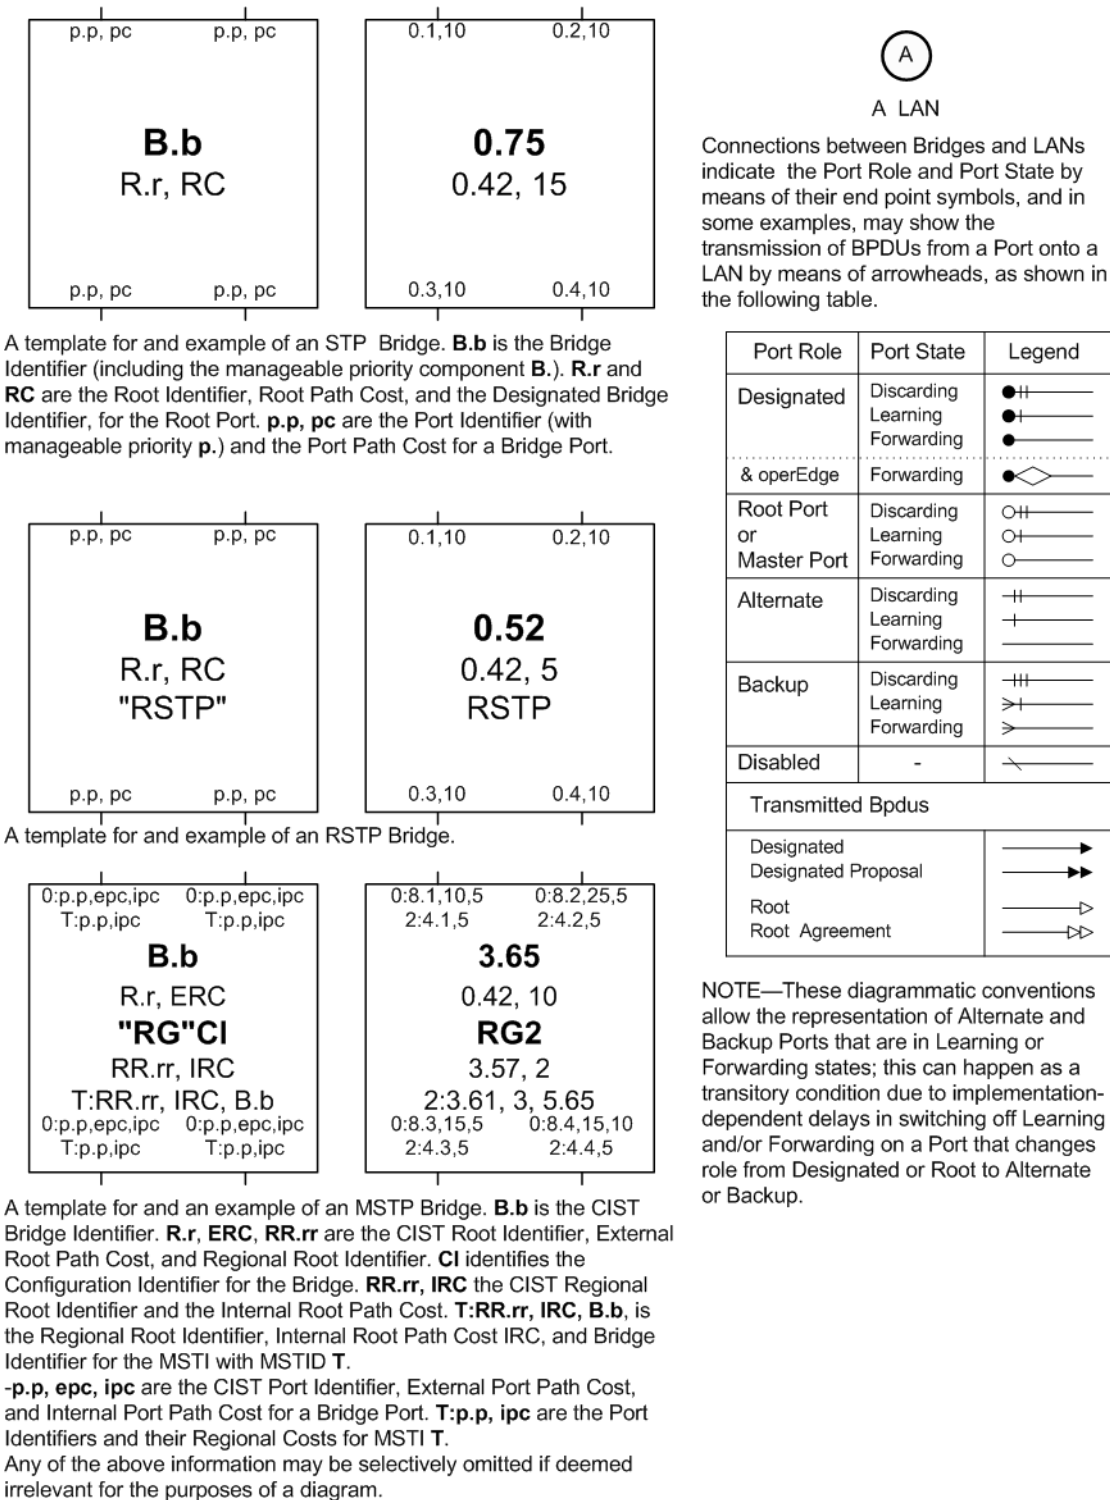 p.p, pc p.p, pc
B.b
R.r, RC
p.p, pc p.p, pc
0.1,10 0.2,10
0.75
0.42, 15
0.3,10 0.4,10
A template for and example of an STP Bridge. B.b is the Bridge
Identifier (including the manageable priority component B.). R.r and
RC are the Root Identifier, Root Path Cost, and the Designated Bridge
Identifier, for the Root Port. p.p, pc are the Port Identifier (with
manageable priority p.) and the Port Path Cost for a Bridge Port.
p.p, pc p.p, pc
B.b
R.r, RC
"RSTP"
p.p, pc p.p, pc
0.1,10 0.2,10
0.52
0.42, 5
RSTP
0.3,10 0.4,10
A template for and example of an RSTP Bridge.
0:p.p,epc,ipc 0:p.p,epc,ipc
T:p.p,ipc T:p.p,ipc
B.b
R.r, ERC
"RG"CI
RR.rr, IRC
T:RR.rr, IRC, B.b
0:p.p,epc,ipc 0:p.p,epc,ipc
T:p.p,ipc T:p.p,ipc
0:8.1,10,5 0:8.2,25,5
2:4.1,5 2:4.2,5
3.65
0.42, 10
RG2
3.57, 2
2:3.61, 3, 5.65
0:8.3,15,5 0:8.4,15,10
2:4.3,5 2:4.4,5
A template for and an example of an MSTP Bridge. B.b is the CIST
Bridge Identifier. R.r, ERC, RR.rr are the CIST Root Identifier, External
Root Path Cost, and Regional Root Identifier. CI identifies the
Configuration Identifier for the Bridge. RR.rr, IRC the CIST Regional
Root Identifier and the Internal Root Path Cost. T:RR.rr, IRC, B.b, is
the Regional Root Identifier, Internal Root Path Cost IRC, and Bridge
Identifier for the MSTI with MSTID T.
-p.p, epc, ipc are the CIST Port Identifier, External Port Path Cost,
and Internal Port Path Cost for a Bridge Port. T:p.p, ipc are the Port
Identifiers and their Regional Costs for MSTI T.
Any of the above information may be selectively omitted if deemed
irrelevant for the purposes of a diagram.
A
A LAN
Connections between Bridges and LANs
indicate the Port Role and Port State by
means of their end point symbols, and in
some examples, may show the
transmission of BPDUs from a Port onto a
LAN by means of arrowheads, as shown in
the following table.
Port Role Port State Legend
Designated Discarding
Learning
Forwarding
& operEdge Forwarding
Root Port Discarding
or Learning
Master Port Forwarding
Alternate Discarding
Learning
Forwarding
Backup Discarding
Learning
Forwarding
Disabled -
Transmitted Bpdus
Designated
Designated Proposal
Root
Root Agreement
NOTE—These diagrammatic conventions
allow the representation of Alternate and
Backup Ports that are in Learning or
Forwarding states; this can happen as a
transitory condition due to implementation-
dependent delays in switching off Learning
and/or Forwarding on a Port that changes
role from Designated or Root to Alternate
or Backup.